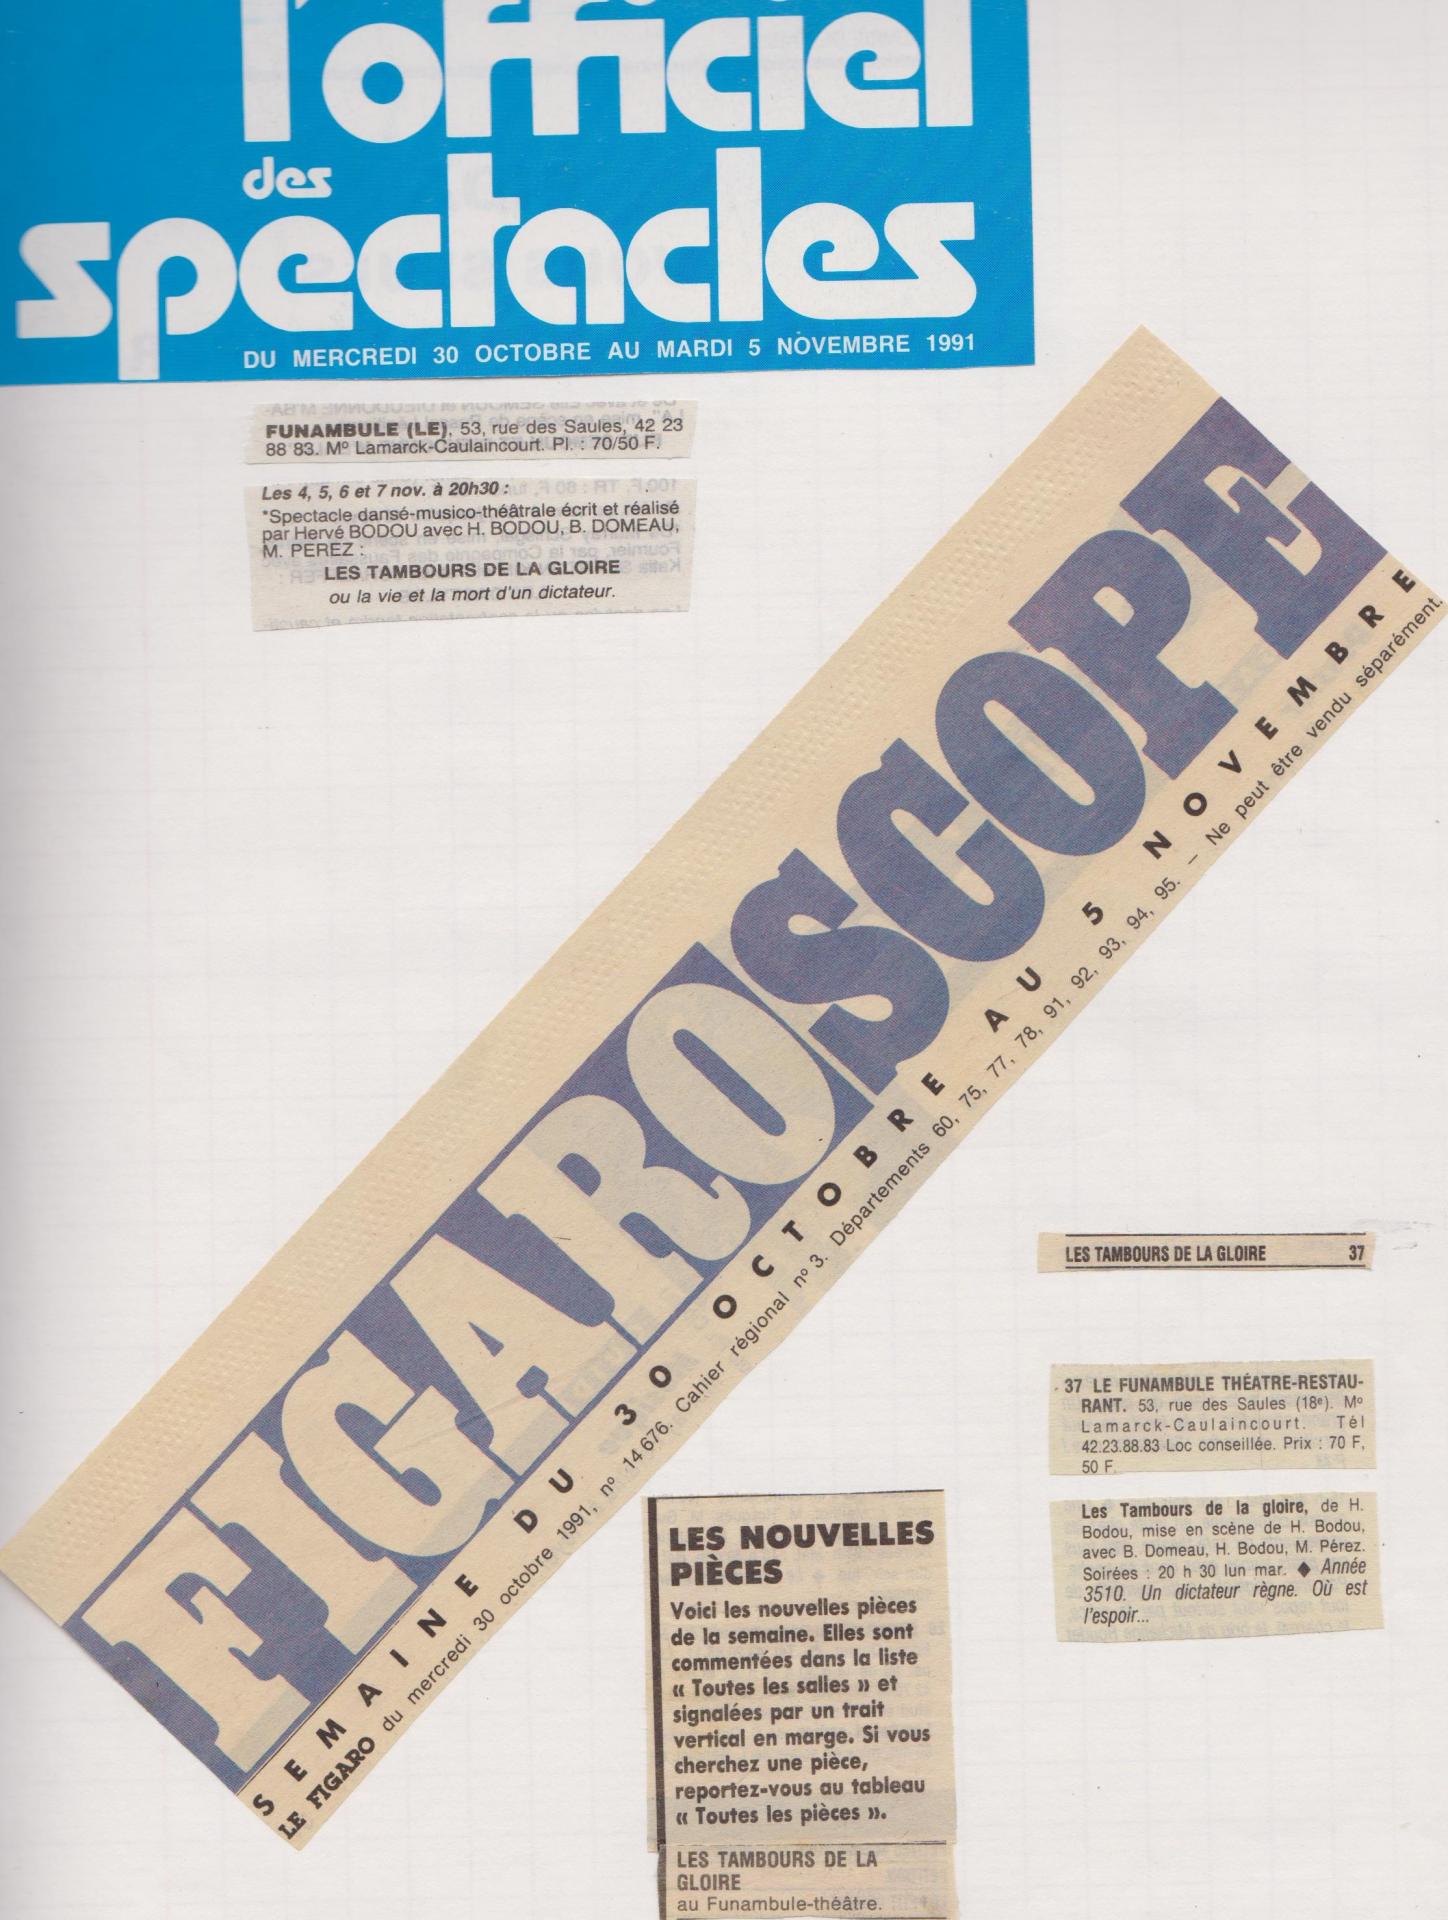 l'officiel
des
spectacles
DU MERCREDI 30 OCTOBRE AU MARDI 5 NOVEMBRE 1991
FUNAMBULE (LE), 53, rue des Saules, 42 23
88 83. Mº Lamarck-Caulaincourt. Pl. : 70/50 F.
Les 4, 5, 6 et 7 nov. à 20h30 :
*Spectacle dansé-musico-théâtrale écrit et réalisé
par Hervé BODOU avec H. BODOU, B. DOMEAU,
M. PEREZ :
LES TAMBOURS DE LA GLOIRE
ou la vie et la mort d'un dictateur.
FIGAROSCOPE
SEMAINE DU 30 OCTOBRE AU 5 NOVEMBRE
LE FIGARO du mercredi 30 octobre 1991, nº 14 676. Cahier régional nº 3. Départements 60, 75, 77, 78, 91, 92, 93, 94, 95. – Ne peut être vendu séparément.
LES TAMBOURS DE LA GLOIRE 37
37 LE FUNAMBULE THÉATRE-RESTAU-
RANT. 53, rue des Saules (18e). Mº
Lamarck-Caulaincourt. Tél
42.23.88.83 Loc conseillée. Prix : 70 F,
50 F.
Les Tambours de la gloire, de H.
Bodou, mise en scène de H. Bodou,
avec B. Domeau, H. Bodou, M. Pérez.
Soirées : 20 h 30 lun mar. ◆ Année
3510. Un dictateur règne. Où est
l'espoir...
LES NOUVELLES
PIÈCES
Voici les nouvelles pièces
de la semaine. Elles sont
commentées dans la liste
« Toutes les salles » et
signalées par un trait
vertical en marge. Si vous
cherchez une pièce,
reportez-vous au tableau
« Toutes les pièces ».
LES TAMBOURS DE LA
GLOIRE
au Funambule-théâtre.